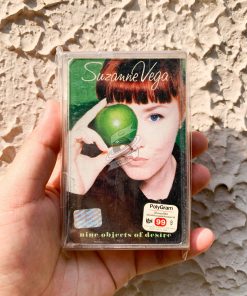 Suzanne Vega
PolyGram
99
nine objects of desire